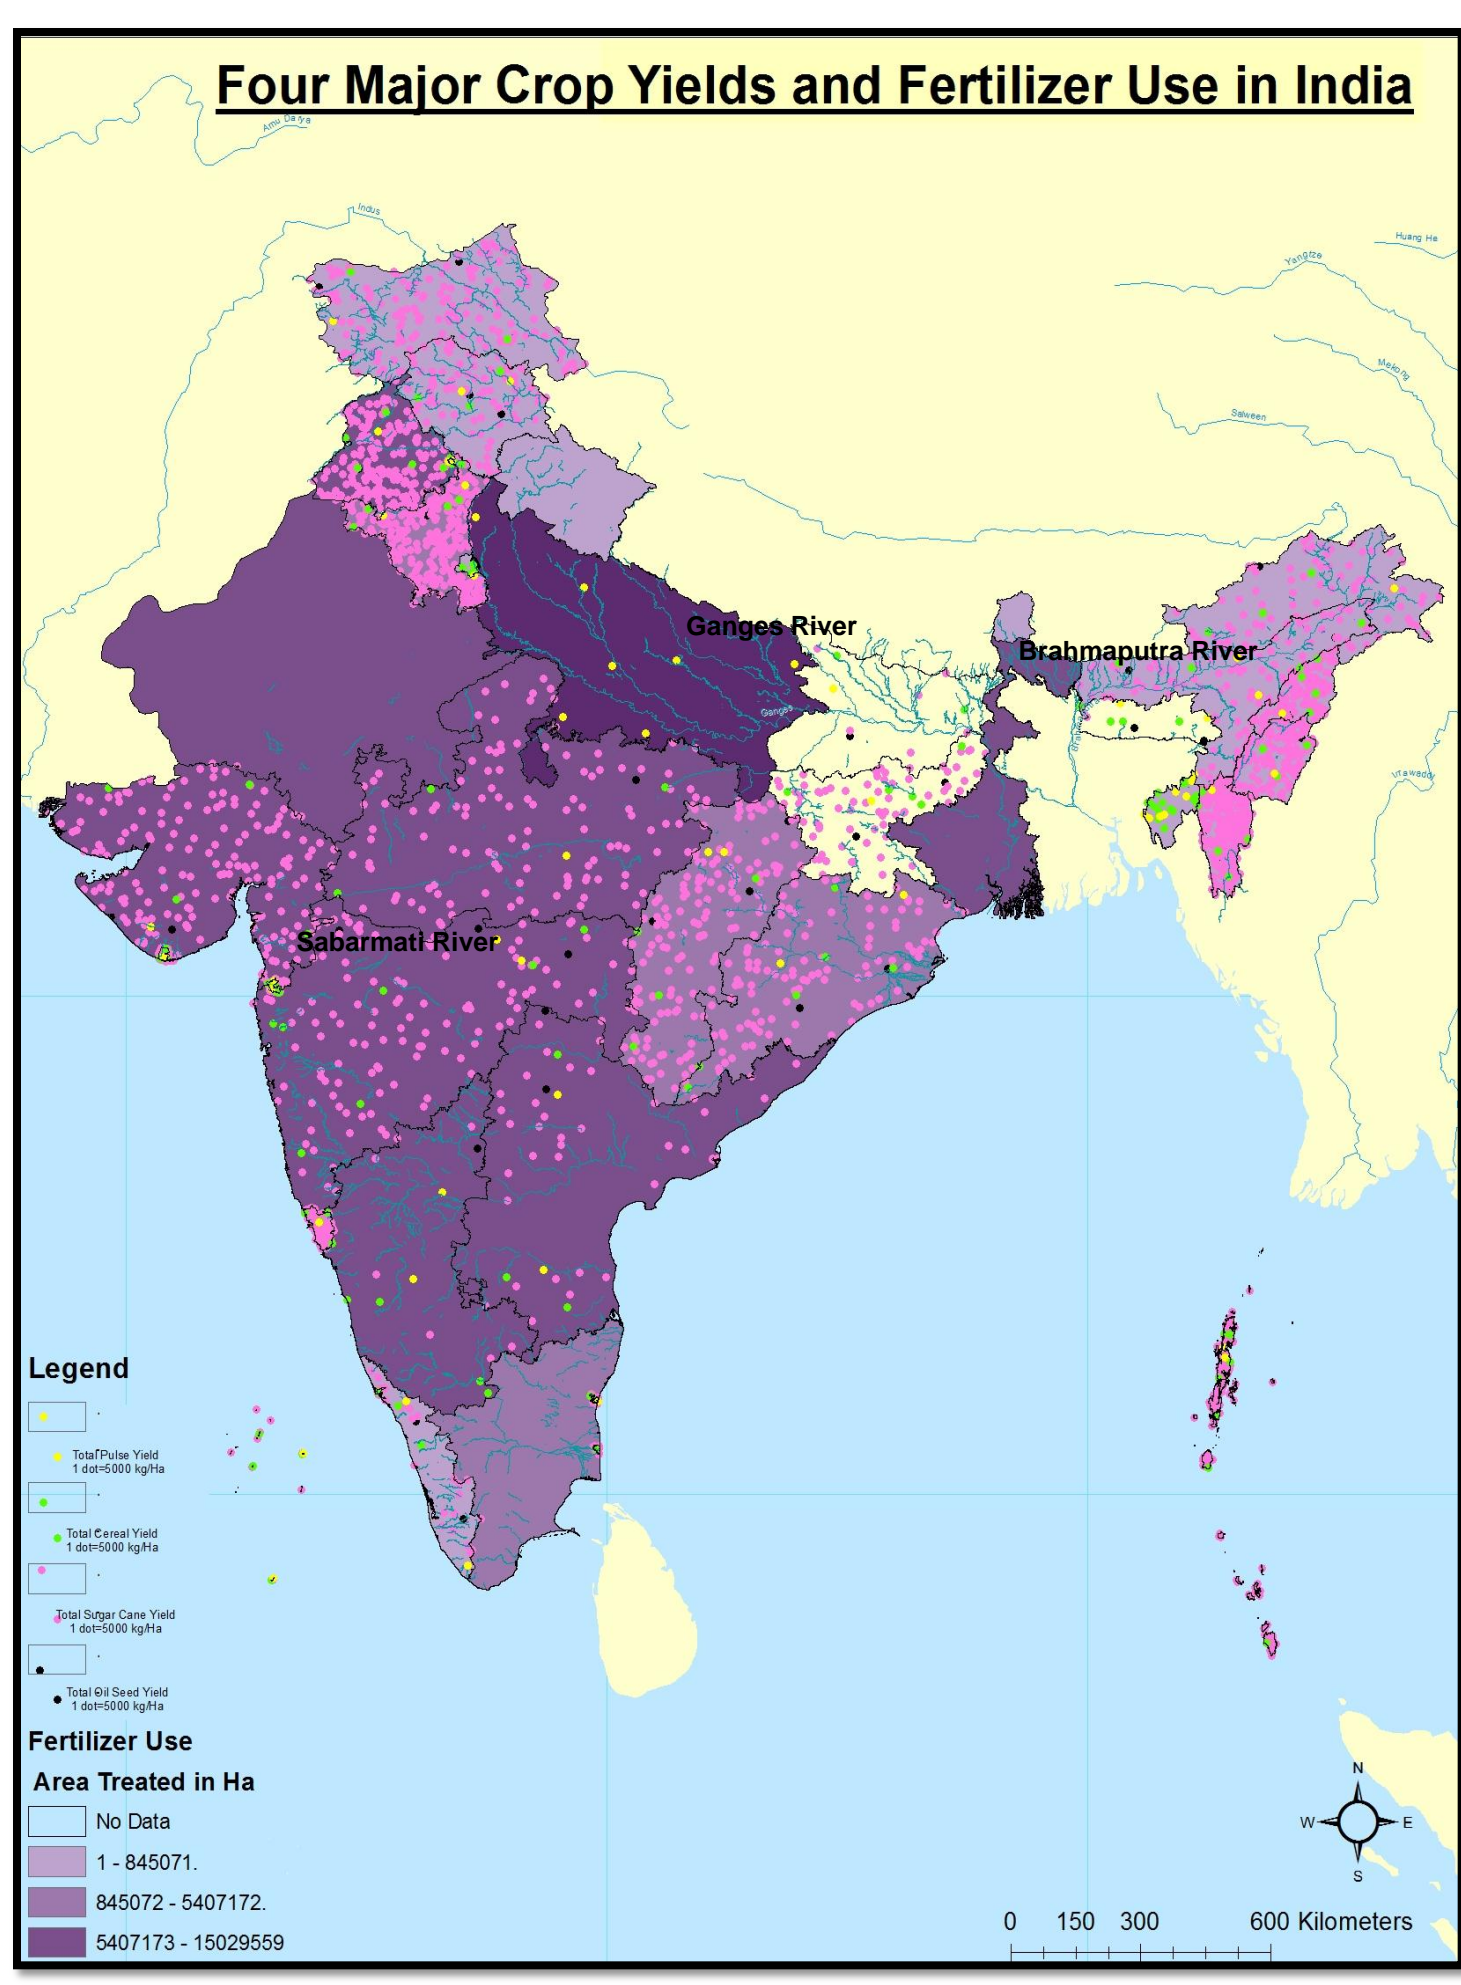 Four Major Crop Yields and Fertilizer Use in India
Amu Darya
Indus
Huang He
Yangtze
Mekong
Salween
Ganges River
Brahmaputra River
Ganges
Irrawaddy
Sabarmati River
Legend
Total Pulse Yield
1 dot=5000 kg/Ha
Total Cereal Yield
1 dot=5000 kg/Ha
Total Sugar Cane Yield
1 dot=5000 kg/Ha
Total Oil Seed Yield
1 dot=5000 kg/Ha
Fertilizer Use
Area Treated in Ha
No Data
1 - 845071.
845072 - 5407172.
5407173 - 15029559
N
W E
S
0 150 300 600 Kilometers